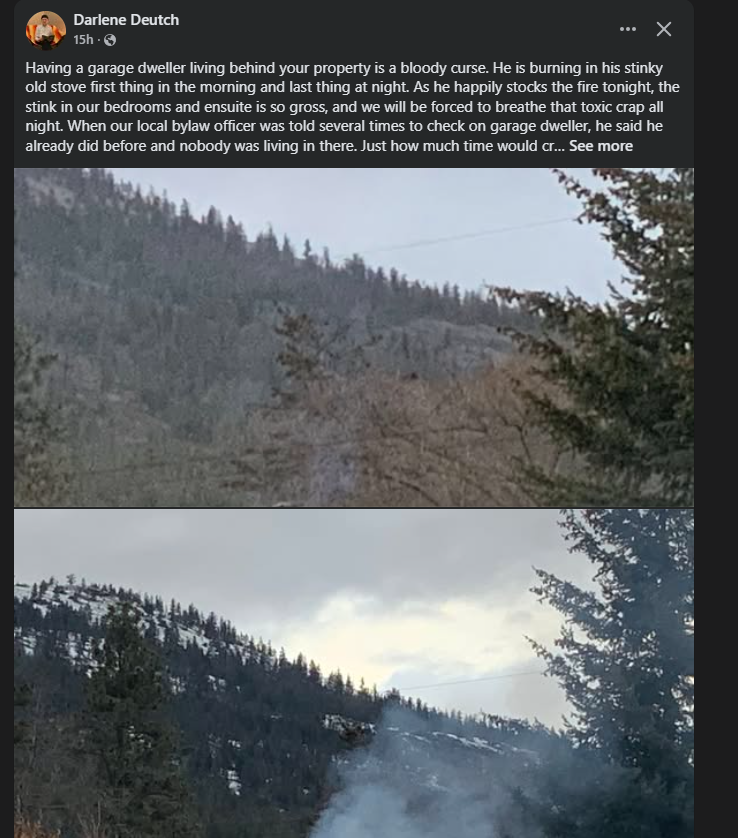 Darlene Deutch
15h ·
Having a garage dweller living behind your property is a bloody curse. He is burning in his stinky
old stove first thing in the morning and last thing at night. As he happily stocks the fire tonight, the
stink in our bedrooms and ensuite is so gross, and we will be forced to breathe that toxic crap all
night. When our local bylaw officer was told several times to check on garage dweller, he said he
already did before and nobody was living in there. Just how much time would cr... See more